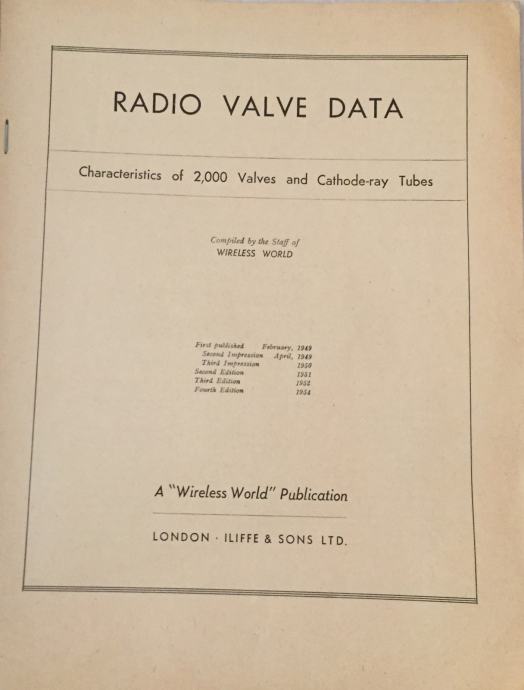 RADIO VALVE DATA
Characteristics of 2,000 Valves and Cathode-ray Tubes
Compiled by the Staff of
WIRELESS WORLD
First published February, 1949
Second Impression April, 1949
Third Impression 1950
Second Edition 1951
Third Edition 1952
Fourth Edition 1954
A "Wireless World" Publication
LONDON · ILIFFE & SONS LTD.